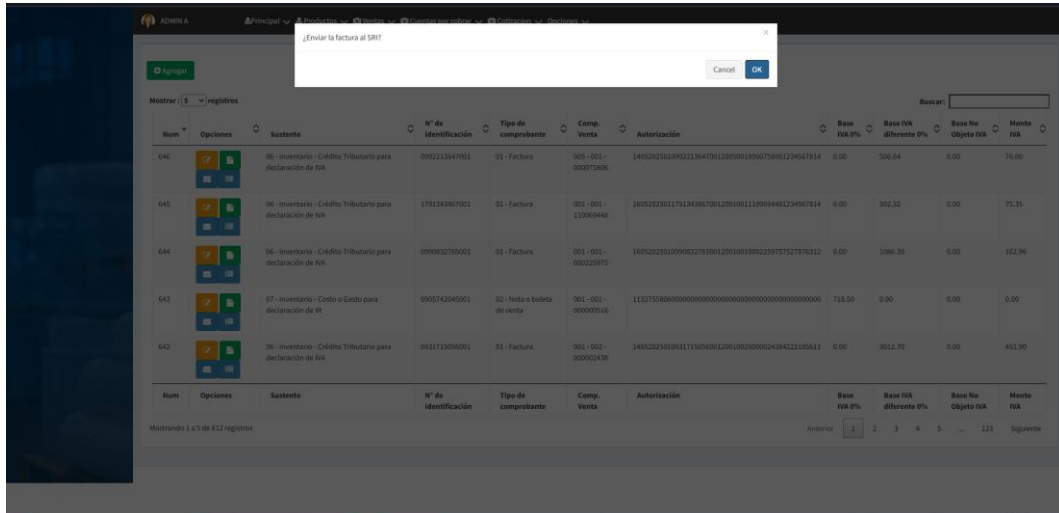 ADMIN A Principal Productos Ventas Cuentas por cobrar Cotizacion Opciones
¿Enviar la factura al SRI?
×
Cancel OK
Agregar
Mostrar : 5 registros Buscar:
Num Opciones Sustento N° de identificación Tipo de comprobante Comp. Venta Autorización Base IVA 0% Base IVA diferente 0% Base No Objeto IVA Monto IVA
646 06 - Inventario - Crédito Tributario para declaración de IVA 0992213647001 01 - Factura 005 - 001 - 000075806 0.00 506.64 0.00 76.00
645 06 - Inventario - Crédito Tributario para declaración de IVA 1791343867001 01 - Factura 001 - 001 - 110069448 0.00 502.32 0.00 75.35
644 06 - Inventario - Crédito Tributario para declaración de IVA 0990832765001 01 - Factura 001 - 001 - 000225975 0.00 1086.39 0.00 162.96
643 07 - Inventario - Costo o Gasto para declaración de IR 0905742045001 02 - Nota o boleta de venta 001 - 001 - 000000516 718.50 0.00 0.00 0.00
642 06 - Inventario - Crédito Tributario para declaración de IVA 0931715056001 01 - Factura 001 - 002 - 000002438 0.00 3012.70 0.00 451.90
Num Opciones Sustento N° de identificación Tipo de comprobante Comp. Venta Autorización Base IVA 0% Base IVA diferente 0% Base No Objeto IVA Monto IVA
Mostrando 1 a 5 de 612 registros Anterior 1 2 3 4 5 ... 123 Siguiente